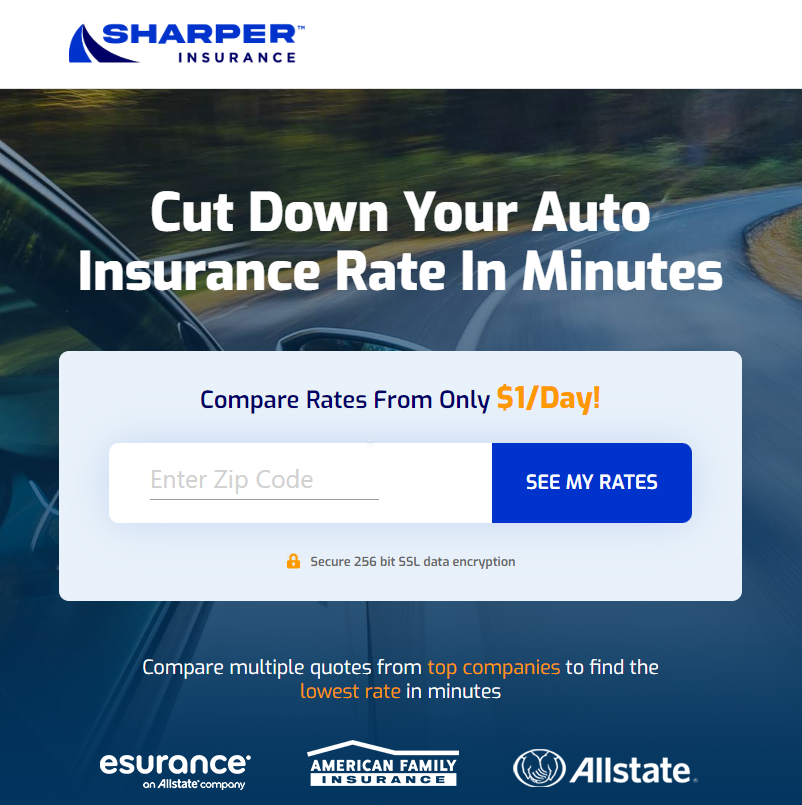 SHARPER™
INSURANCE
Cut Down Your Auto
Insurance Rate In Minutes
Compare Rates From Only $1/Day!
Enter Zip Code
SEE MY RATES
Secure 256 bit SSL data encryption
Compare multiple quotes from top companies to find the
lowest rate in minutes
esurance®
an Allstate® company
AMERICAN FAMILY
INSURANCE
Allstate®